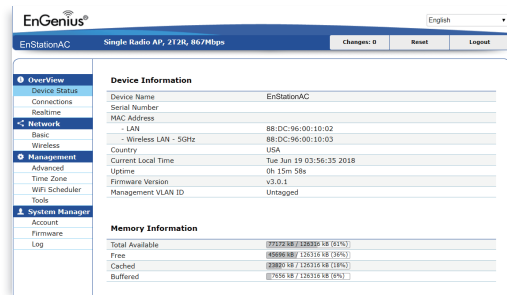 EnGenius®
English
EnStationAC Single Radio AP, 2T2R, 867Mbps Changes: 0 Reset Logout
OverView
Device Status
Connections
Realtime
Network
Basic
Wireless
Management
Advanced
Time Zone
WiFi Scheduler
Tools
System Manager
Account
Firmware
Log
Device Information
Device Name EnStationAC
Serial Number
MAC Address
- LAN 88:DC:96:00:10:02
- Wireless LAN - 5GHz 88:DC:96:00:10:03
Country USA
Current Local Time Tue Jun 19 03:56:35 2018
Uptime 0h 15m 58s
Firmware Version v3.0.1
Management VLAN ID Untagged
Memory Information
Total Available 77172 kB / 126316 kB (61%)
Free 45696 kB / 126316 kB (36%)
Cached 23820 kB / 126316 kB (18%)
Buffered 7656 kB / 126316 kB (6%)